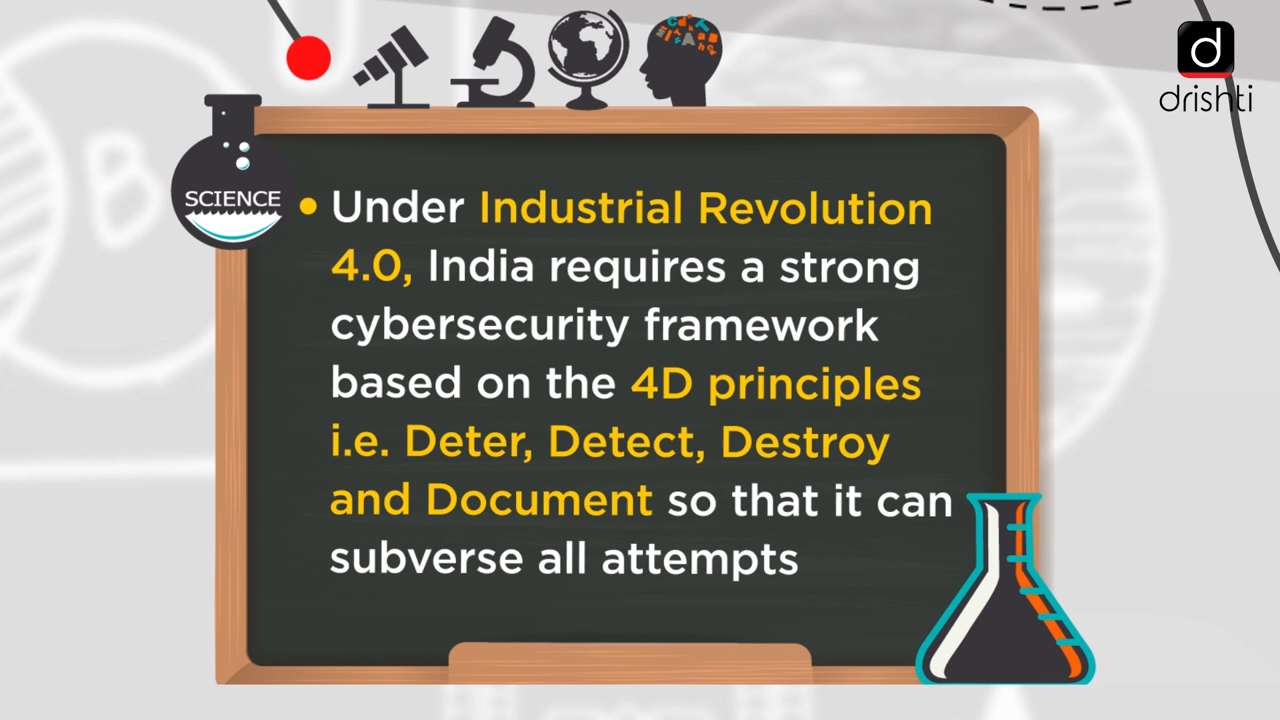 d
drishti
SCIENCE
• Under Industrial Revolution
4.0, India requires a strong
cybersecurity framework
based on the 4D principles
i.e. Deter, Detect, Destroy
and Document so that it can
subverse all attempts
B